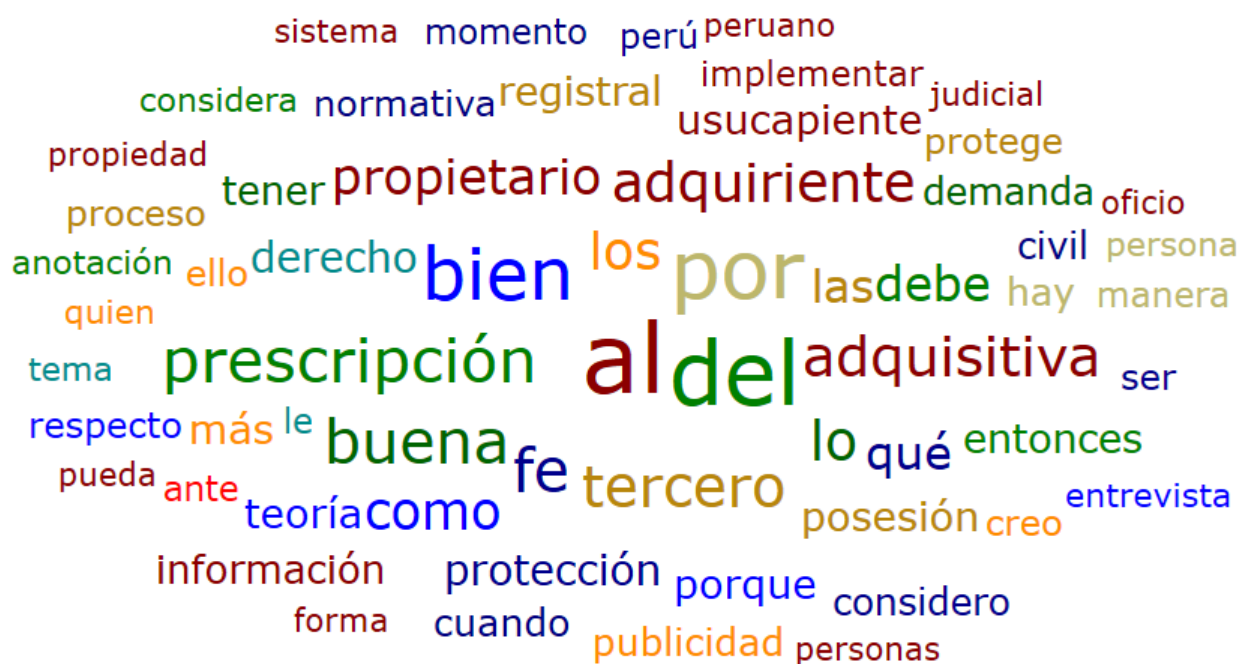 sistema momento perú peruano
implementar
considera normativa registral judicial
usucapiente
propiedad protege
tener propietario adquiriente demanda oficio
proceso
anotación ello derecho bien los por las debe civil persona
hay manera
quien
tema prescripción al del adquisitiva ser
respecto más le buena fe tercero lo qué entonces
pueda ante entrevista
teoría como posesión creo
información protección porque considero
forma cuando publicidad personas